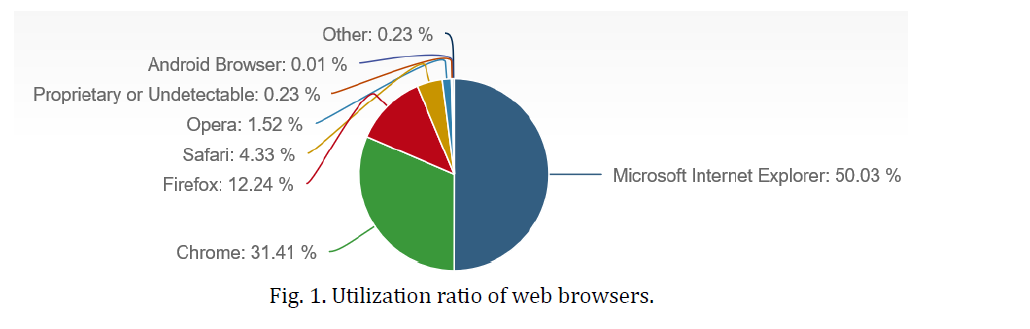 Other: 0.23 %
Android Browser: 0.01 %
Proprietary or Undetectable: 0.23 %
Opera: 1.52 %
Safari: 4.33 %
Firefox: 12.24 %
Microsoft Internet Explorer: 50.03 %
Chrome: 31.41 %
Fig. 1. Utilization ratio of web browsers.